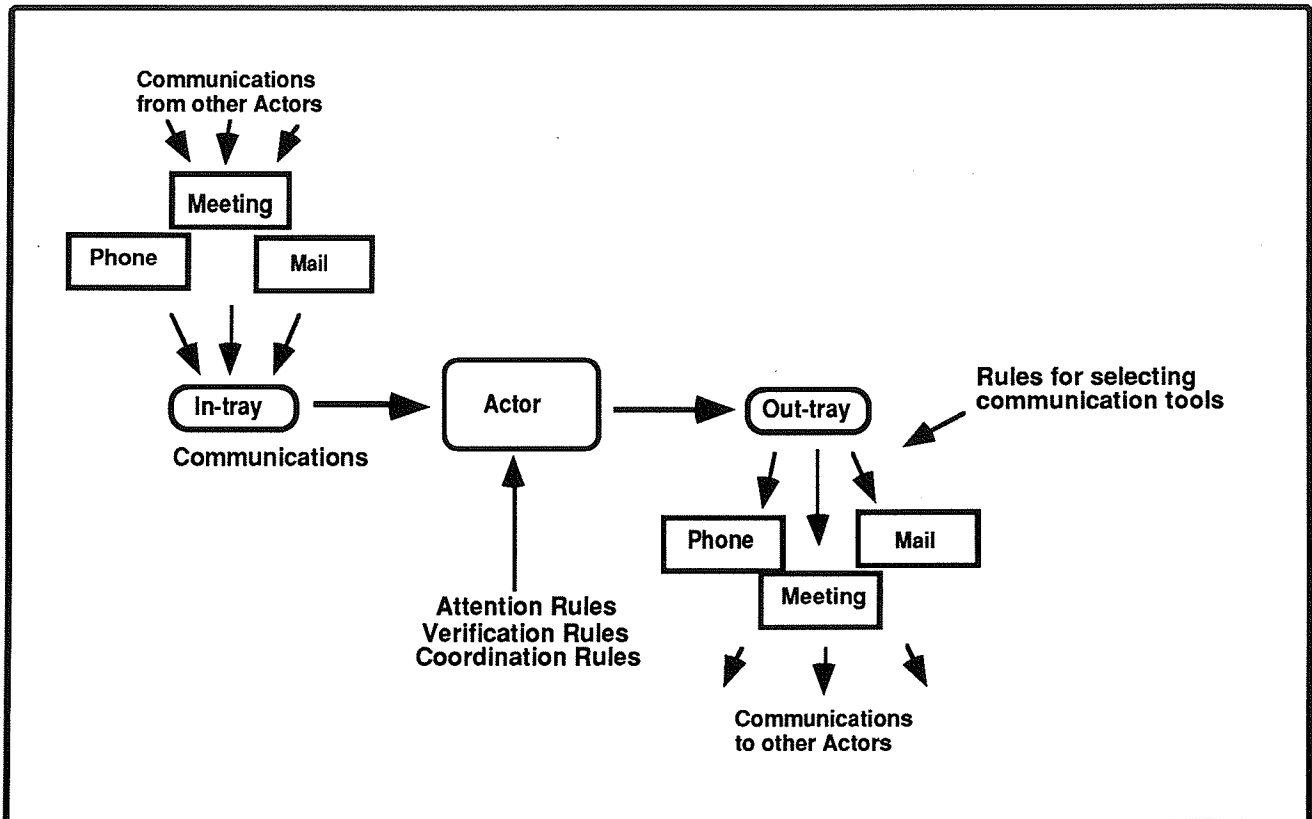 Communications
from other Actors
Meeting
Phone
Mail
In-tray
Communications
Actor
Out-tray
Rules for selecting
communication tools
Attention Rules
Verification Rules
Coordination Rules
Phone
Mail
Meeting
Communications
to other Actors